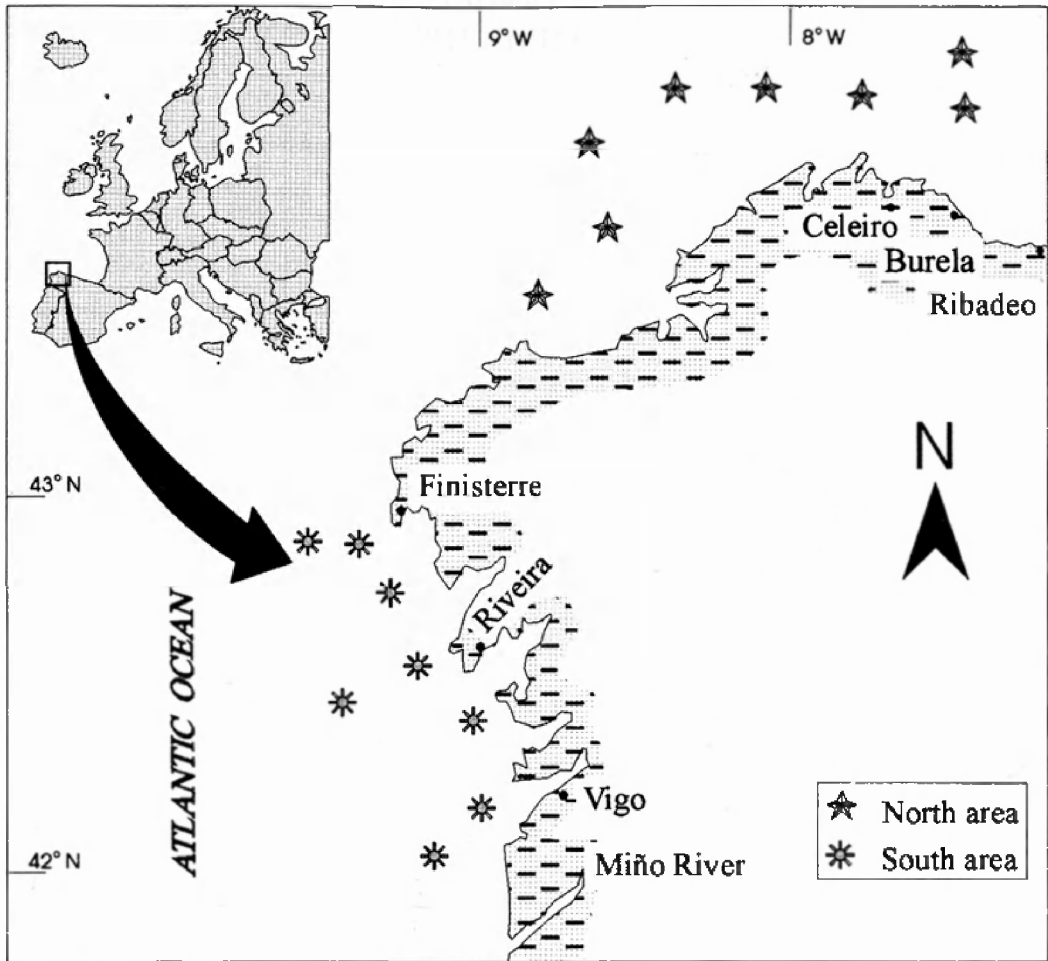 9° W
8° W
Celeiro
Burela
Ribadeo
N
43° N
Finisterre
Riveira
ATLANTIC OCEAN
Vigo
North area
42° N
Miño River
South area